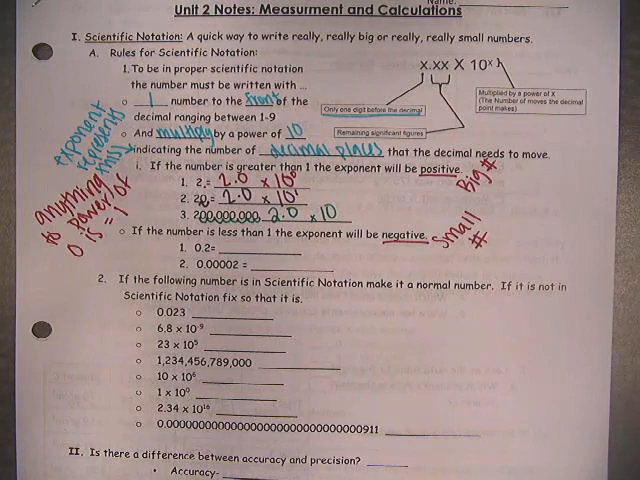 Name:
Unit 2 Notes: Measurment and Calculations
I. Scientific Notation: A quick way to write really, really big or really, really small numbers.
A. Rules for Scientific Notation:
1. To be in proper scientific notation
the number must be written with ...
o 1 number to the front of the
decimal ranging between 1-9
o And multiply by a power of 10
indicating the number of decimal places that the decimal needs to move.
X.XX X 10ˣ
Only one digit before the decimal
Remaining significant figures
Multiplied by a power of X
(The Number of moves the decimal
point makes)
exponent
represents
this!
i. If the number is greater than 1 the exponent will be positive.
Big #
1. 2 = 2.0 x 10⁰
2. 20 = 2.0 x 10¹
3. 200,000,000 2.0 x 10
anything
to power of
0 is = 1
o If the number is less than 1 the exponent will be negative.
small
#
1. 0.2=
2. 0.00002 =
2. If the following number is in Scientific Notation make it a normal number. If it is not in
Scientific Notation fix so that it is.
o 0.023
o 6.8 x 10⁻⁹
o 23 x 10⁵
o 1,234,456,789,000
o 10 x 10⁶
o 1 x 10⁰
o 2.34 x 10¹⁶
o 0.00000000000000000000000000000000911
II. Is there a difference between accuracy and precision?
• Accuracy-